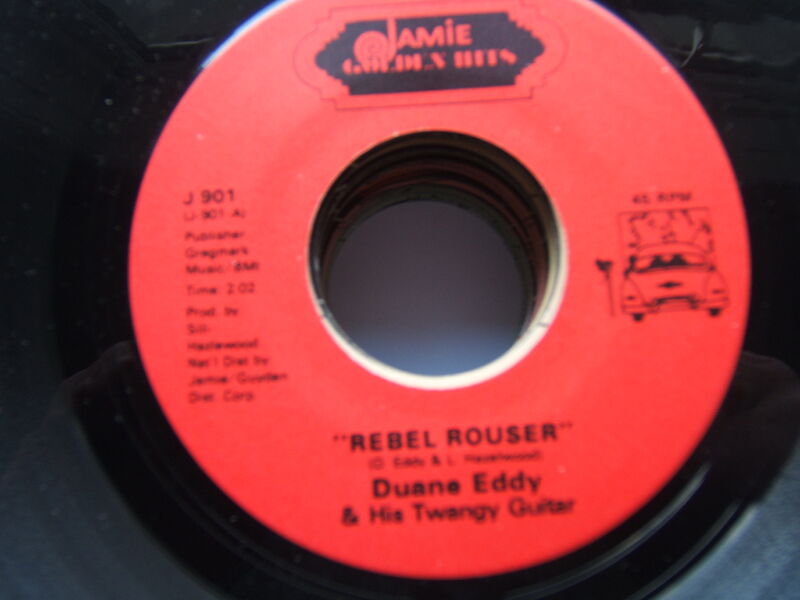 JAMIE
GOLDEN HITS
J 901
(J-901-A)
Publisher
Gregmark
Music/BMI
Time: 2:02
Prod. by
Sill-
Hazlewood
Nat'l Dist by
Jamie/Guyden
Dist. Corp.
45 RPM
"REBEL ROUSER"
(D. Eddy & L. Hazelwood)
Duane Eddy
& His Twangy Guitar